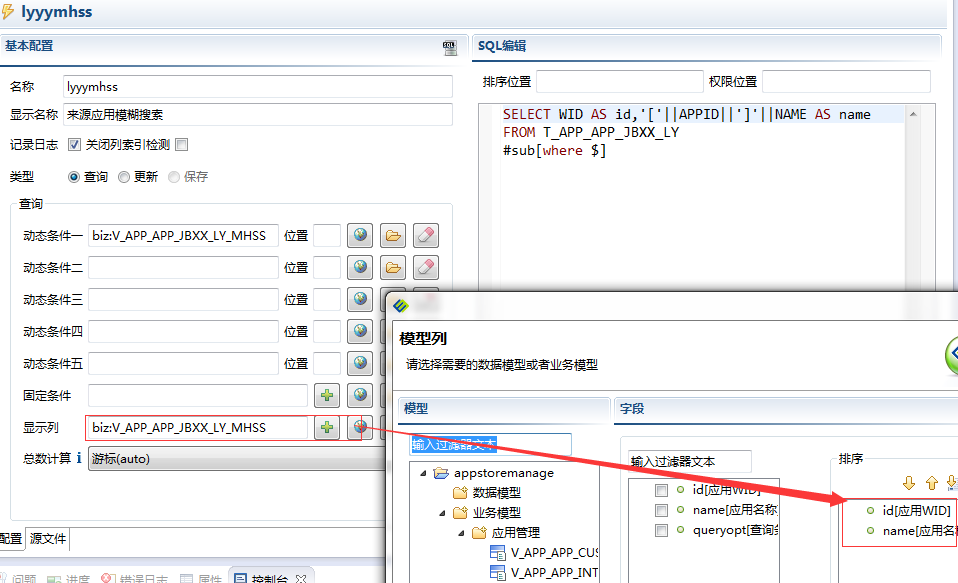 lyyymhss
基本配置
名称 lyyymhss
显示名称 来源应用模糊搜素
记录日志 关闭列索引检测
类型 查询 更新 保存
查询
动态条件一 biz:V_APP_APP_JBXX_LY_MHSS 位置
动态条件二 位置
动态条件三 位置
动态条件四 位置
动态条件五 位置
固定条件
显示列 biz:V_APP_APP_JBXX_LY_MHSS
总数计算 游标(auto)
配置 源文件
问题 进度 错误日志 属性 控制台
SQL编辑
排序位置 权限位置
SELECT WID AS id,'['||APPID||']'||NAME AS name
FROM T_APP_APP_JBXX_LY
#sub[where $]
模型列
请选择需要的数据模型或者业务模型
模型
输入过滤器文本
appstoremanage
数据模型
业务模型
应用管理
V_APP_APP_CUS
V_APP_APP_INT
字段
输入过滤器文本
id[应用WID]
name[应用名称
queryopt[查询条
排序
id[应用WID]
name[应用名称